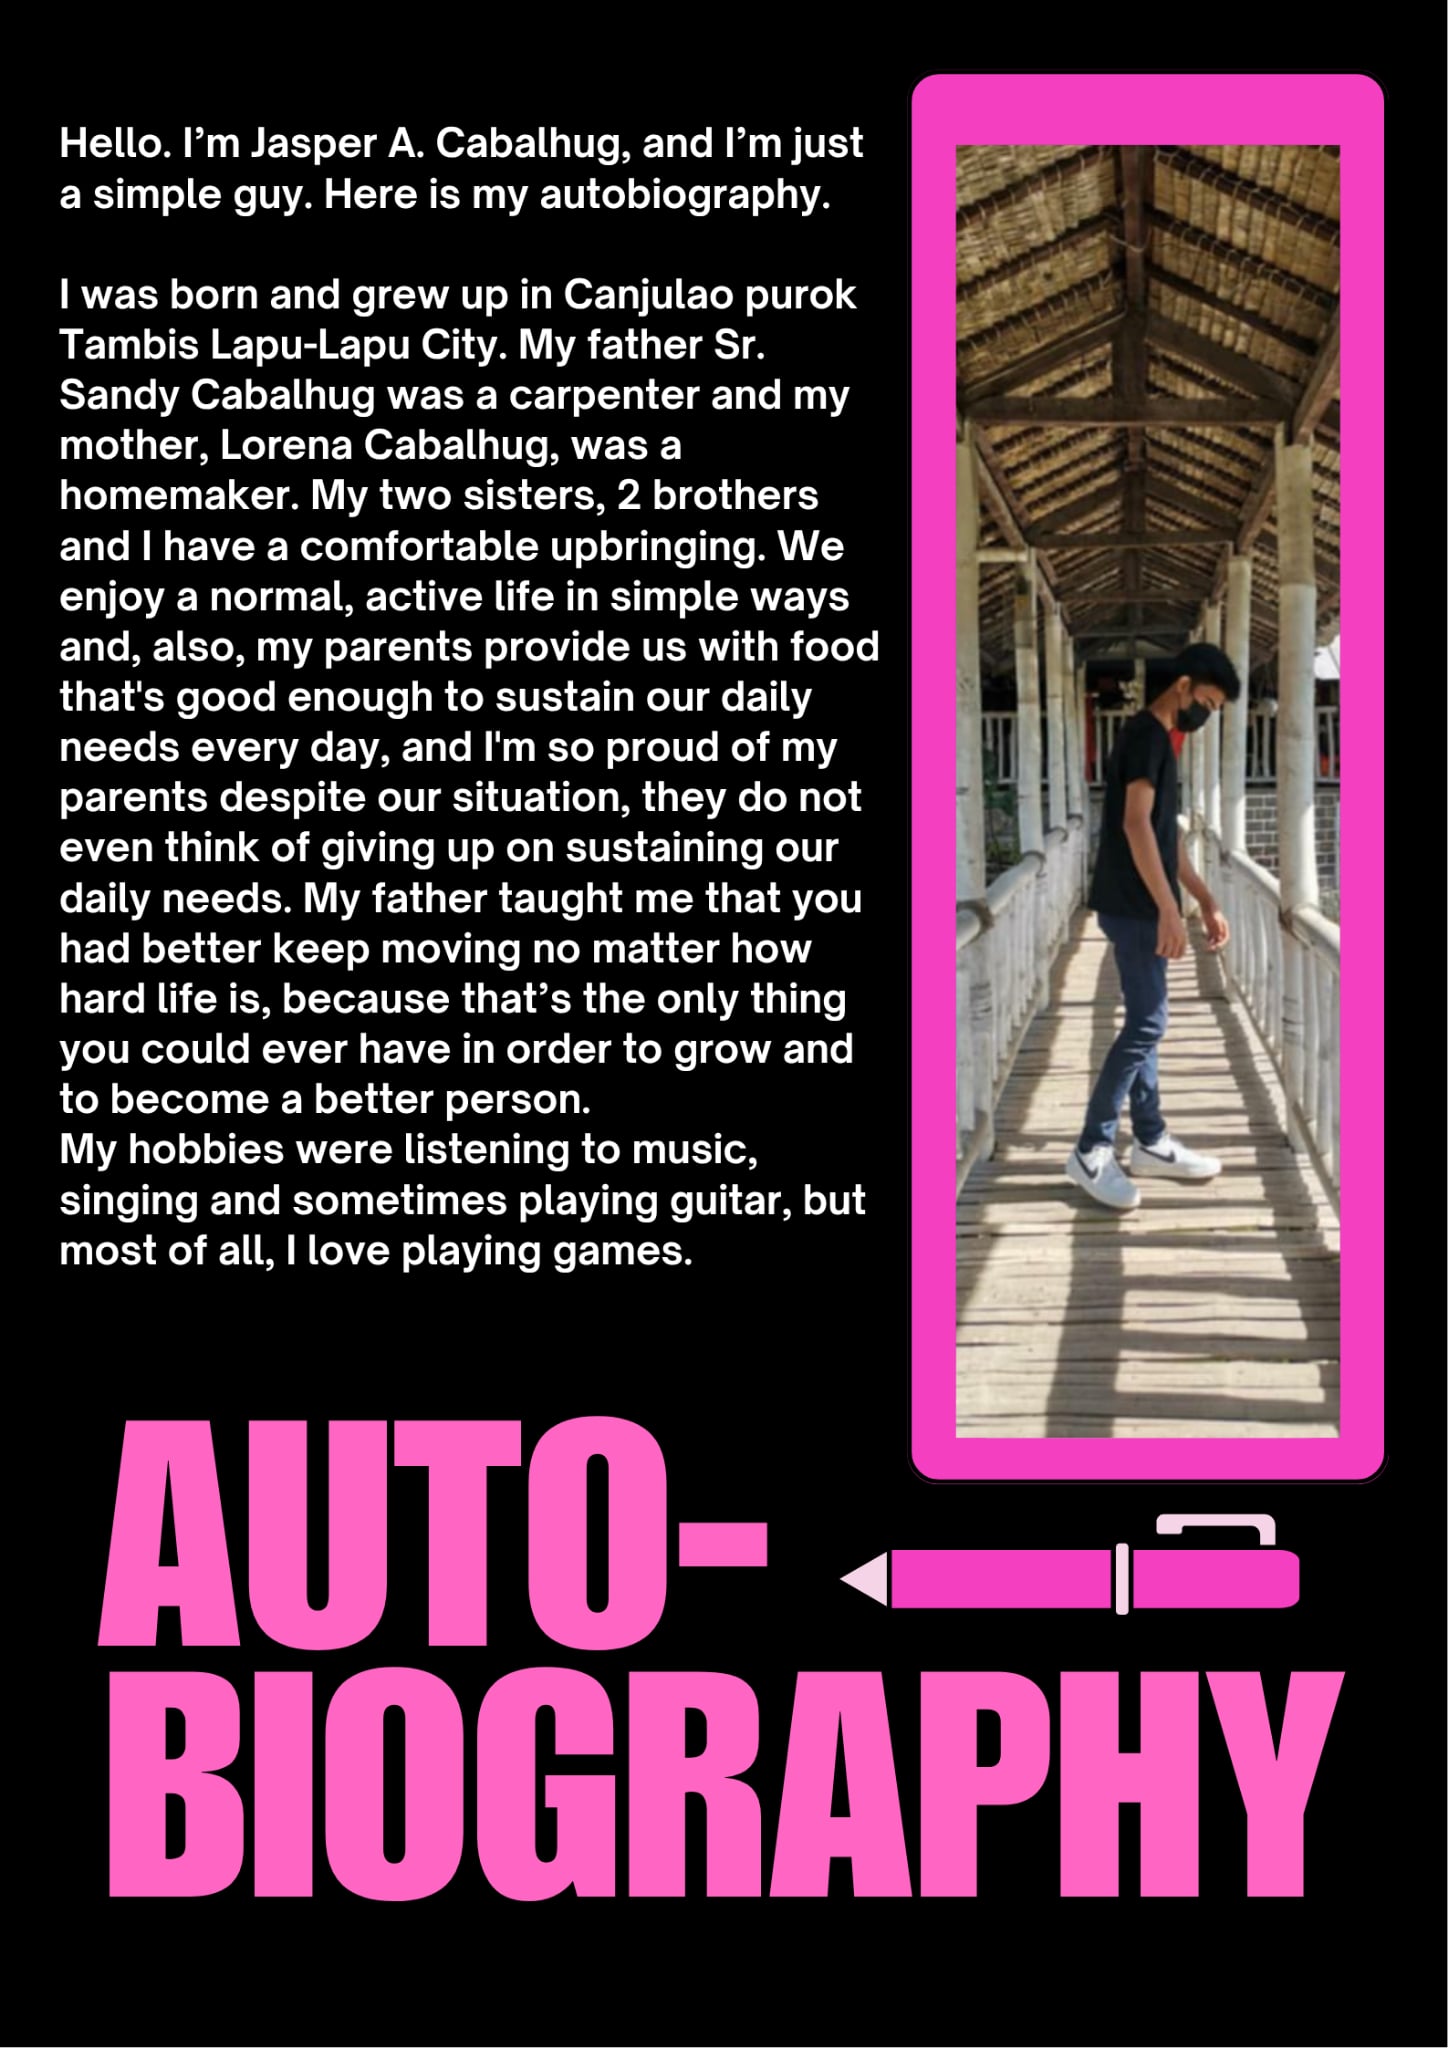 Hello. I’m Jasper A. Cabalhug, and I’m just
a simple guy. Here is my autobiography.
I was born and grew up in Canjulao purok
Tambis Lapu-Lapu City. My father Sr.
Sandy Cabalhug was a carpenter and my
mother, Lorena Cabalhug, was a
homemaker. My two sisters, 2 brothers
and I have a comfortable upbringing. We
enjoy a normal, active life in simple ways
and, also, my parents provide us with food
that's good enough to sustain our daily
needs every day, and I'm so proud of my
parents despite our situation, they do not
even think of giving up on sustaining our
daily needs. My father taught me that you
had better keep moving no matter how
hard life is, because that’s the only thing
you could ever have in order to grow and
to become a better person.
My hobbies were listening to music,
singing and sometimes playing guitar, but
most of all, I love playing games.
AUTO-
BIOGRAPHY